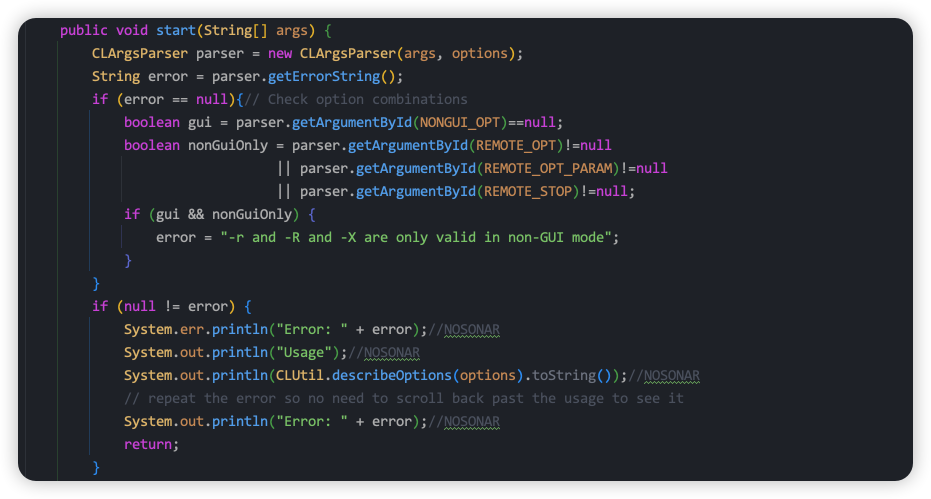 public void start(String[] args) {
CLArgsParser parser = new CLArgsParser(args, options);
String error = parser.getErrorString();
if (error == null){// Check option combinations
boolean gui = parser.getArgumentById(NONGUI_OPT)==null;
boolean nonGuiOnly = parser.getArgumentById(REMOTE_OPT)!=null
|| parser.getArgumentById(REMOTE_OPT_PARAM)!=null
|| parser.getArgumentById(REMOTE_STOP)!=null;
if (gui && nonGuiOnly) {
error = "-r and -R and -X are only valid in non-GUI mode";
}
}
if (null != error) {
System.err.println("Error: " + error);//NOSONAR
System.out.println("Usage");//NOSONAR
System.out.println(CLUtil.describeOptions(options).toString());//NOSONAR
// repeat the error so no need to scroll back past the usage to see it
System.out.println("Error: " + error);//NOSONAR
return;
}